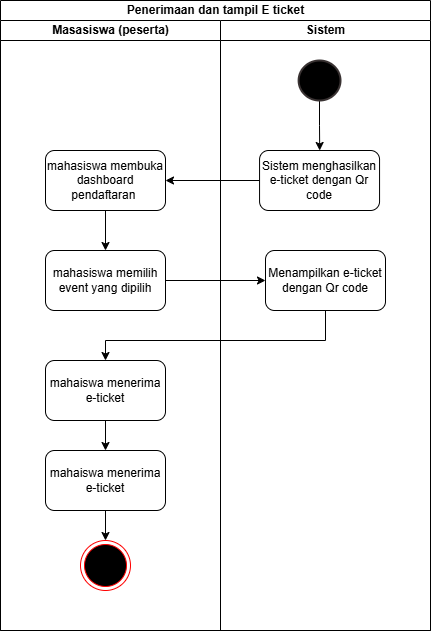 Penerimaan dan tampil E ticket
Masasiswa (peserta)
Sistem
Sistem menghasilkan
e-ticket dengan Qr
code
mahasiswa membuka
dashboard
pendaftaran
mahasiswa memilih
event yang dipilih
Menampilkan e-ticket
dengan Qr code
mahaiswa menerima
e-ticket
mahaiswa menerima
e-ticket